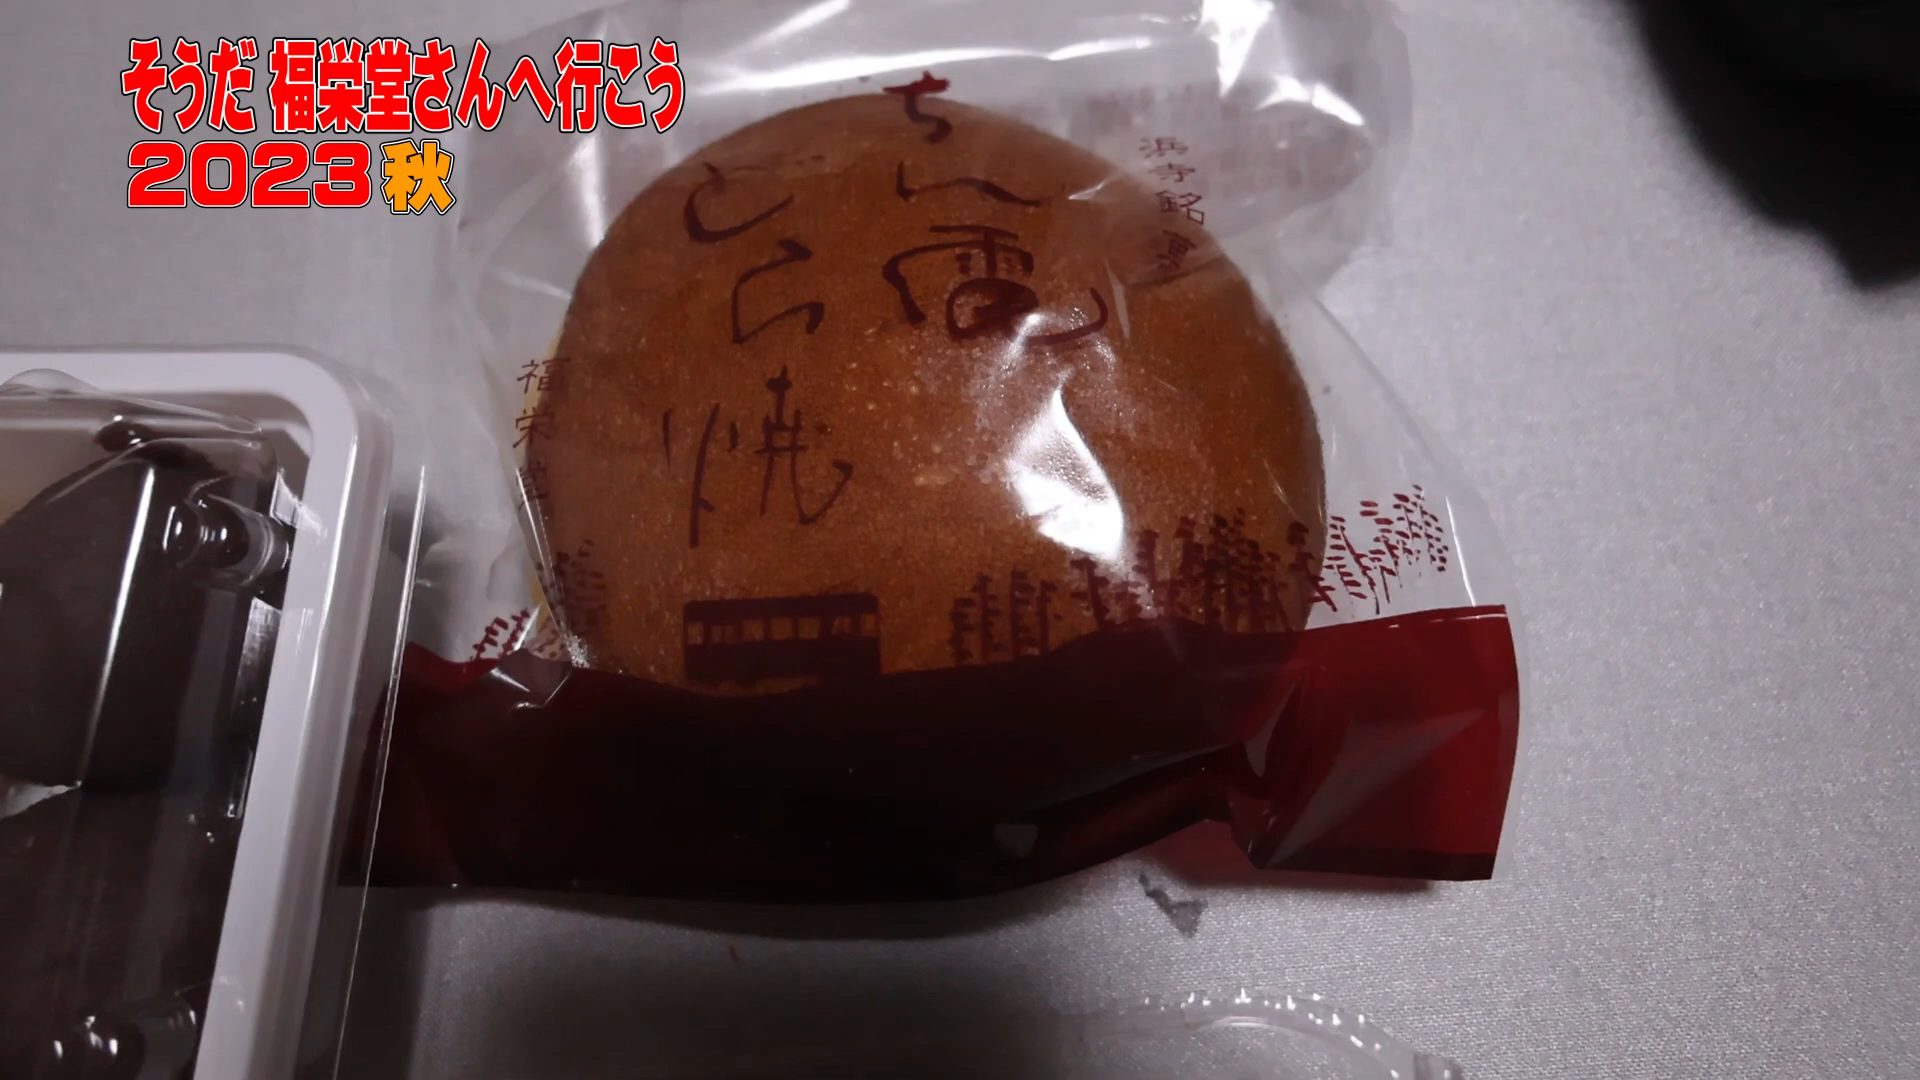 そうだ 福栄堂さんへ行こう
2023秋
浜寺銘菓
ちん電
どら焼
福栄堂